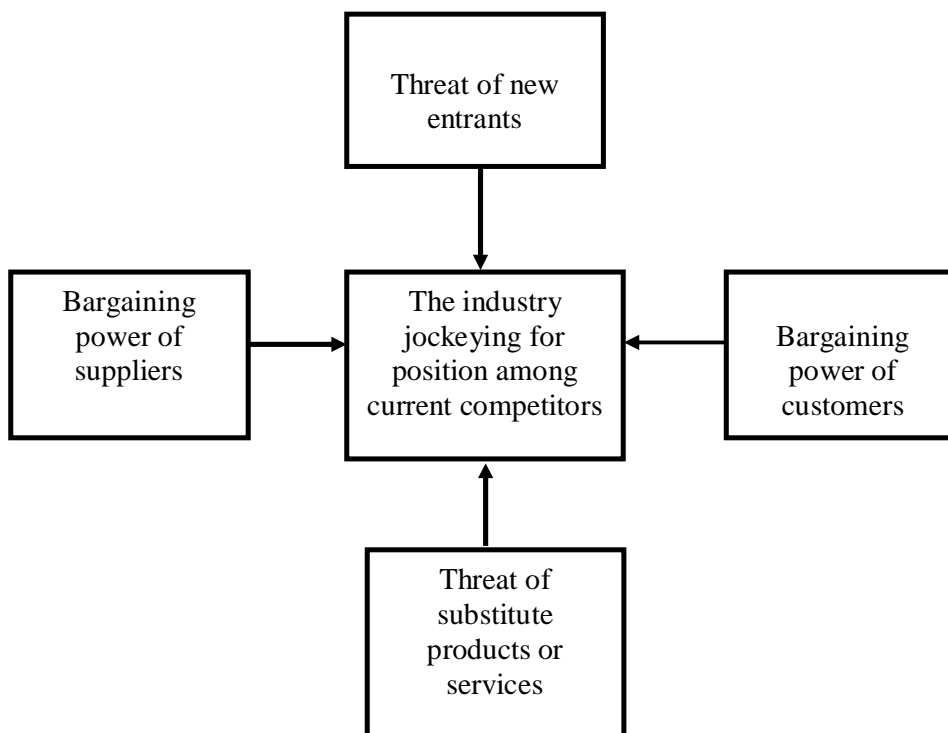 Threat of new
entrants
Bargaining
power of
suppliers
The industry
jockeying for
position among
current competitors
Bargaining
power of
customers
Threat of
substitute
products or
services